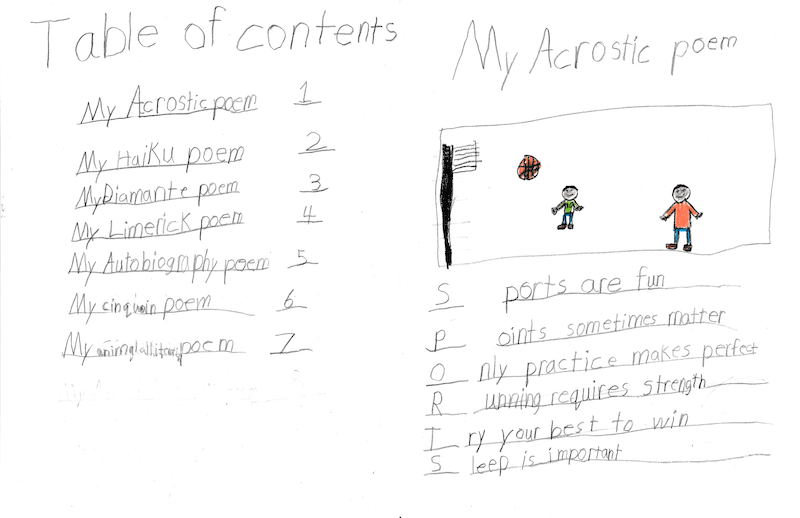 Table of contents
My Acrostic poem 1
My Haiku poem 2
My Diamante poem 3
My Limerick poem 4
My Autobiography poem 5
My cinquain poem 6
My poem 7
My Acrostic poem
S ports are fun
P oints sometimes matter
O nly practice makes perfect
R unning requires strength
T ry your best to win
S leep is important